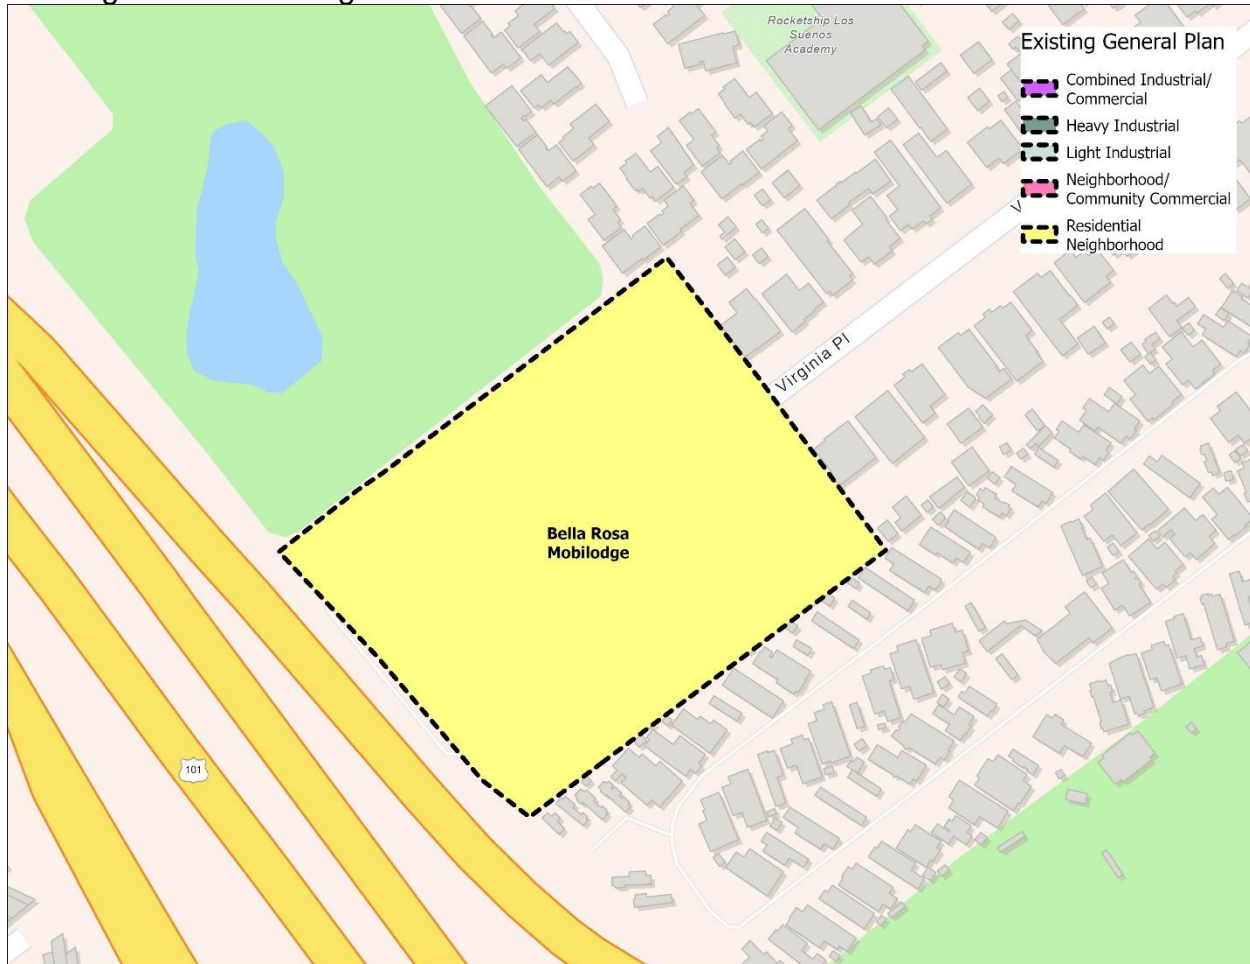 Rocketship Los
Suenos
Academy
Existing General Plan
Combined Industrial/
Commercial
Heavy Industrial
Light Industrial
Neighborhood/
Community Commercial
Residential
Neighborhood
V
Virginia Pl
Bella Rosa
Mobilodge
101